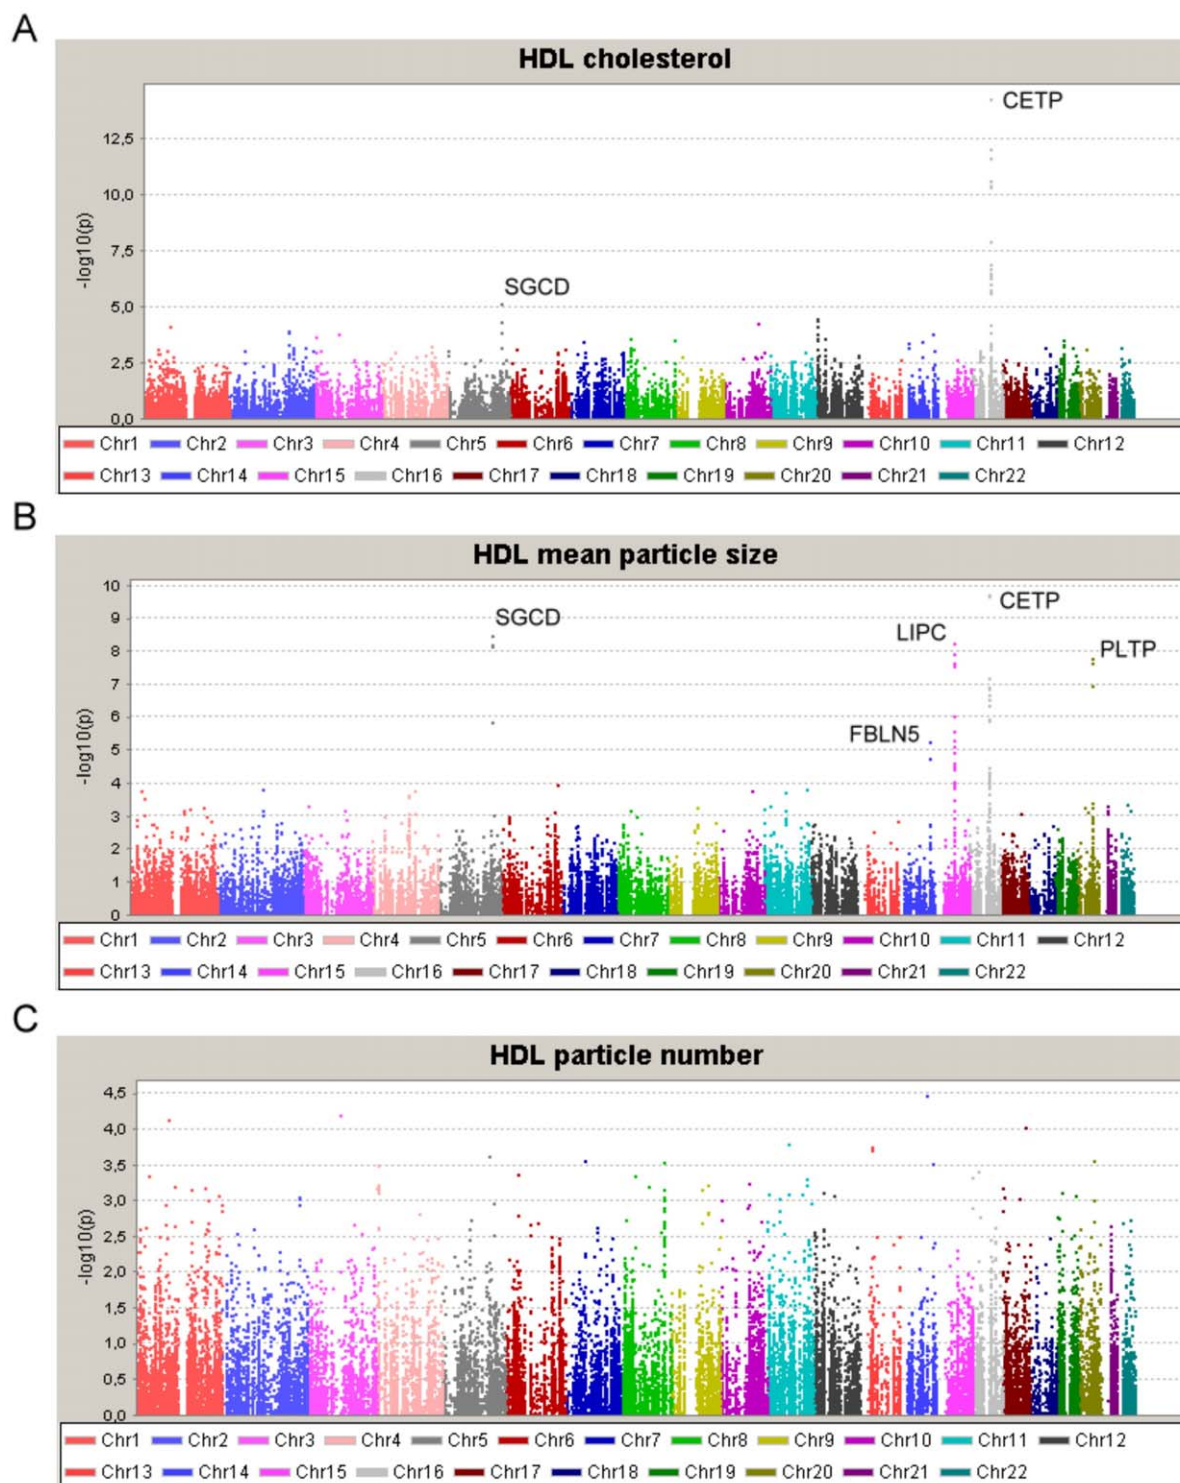 A
HDL cholesterol
CETP
12,5
10,0
7,5
SGCD
5,0
2,5
0,0
-log10(p)
Chr1 Chr2 Chr3 Chr4 Chr5 Chr6 Chr7 Chr8 Chr9 Chr10 Chr11 Chr12
Chr13 Chr14 Chr15 Chr16 Chr17 Chr18 Chr19 Chr20 Chr21 Chr22
B
HDL mean particle size
10
9
8
7
6
5
4
3
2
1
0
-log10(p)
SGCD
CETP
LIPC
PLTP
FBLN5
Chr1 Chr2 Chr3 Chr4 Chr5 Chr6 Chr7 Chr8 Chr9 Chr10 Chr11 Chr12
Chr13 Chr14 Chr15 Chr16 Chr17 Chr18 Chr19 Chr20 Chr21 Chr22
C
HDL particle number
4,5
4,0
3,5
3,0
2,5
2,0
1,5
1,0
0,5
0,0
-log10(p)
Chr1 Chr2 Chr3 Chr4 Chr5 Chr6 Chr7 Chr8 Chr9 Chr10 Chr11 Chr12
Chr13 Chr14 Chr15 Chr16 Chr17 Chr18 Chr19 Chr20 Chr21 Chr22